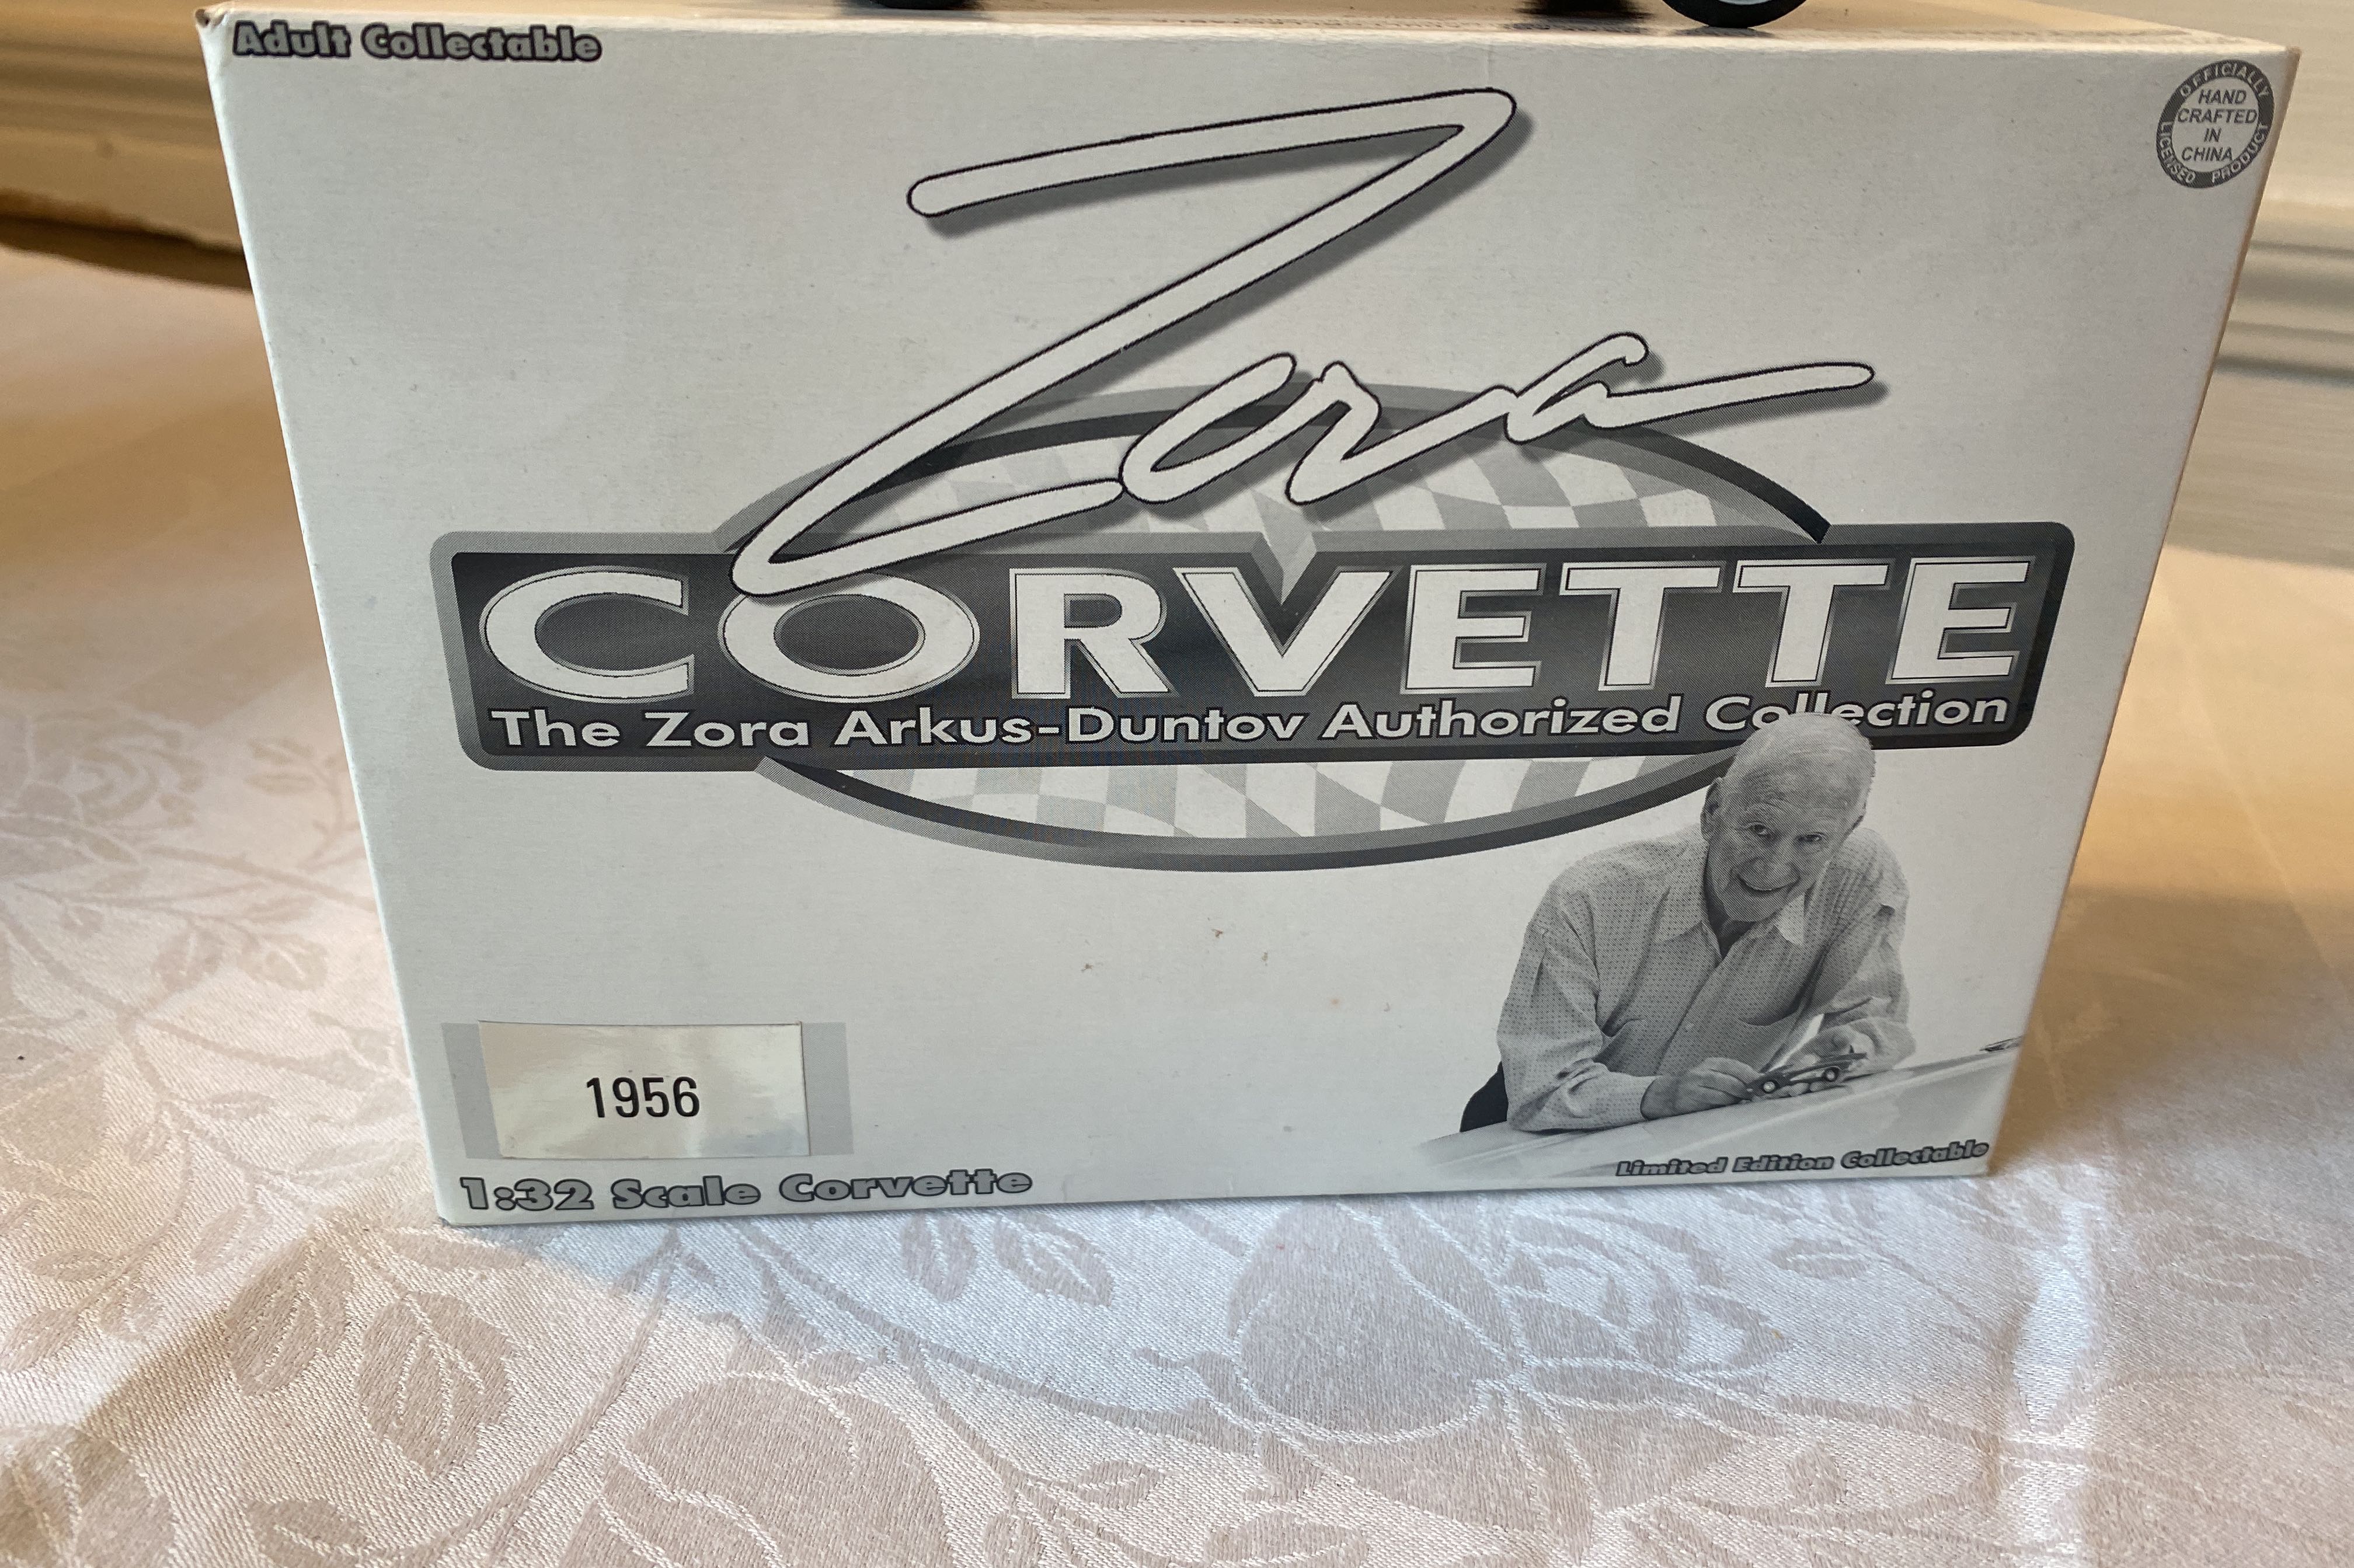 Adult Collectable
OFFICIALLY
LICENSED PRODUCT
HAND
CRAFTED
IN
CHINA
Zora
CORVETTE
The Zora Arkus-Duntov Authorized Collection
1956
1:32 Scale Corvette
Limited Edition Collectable